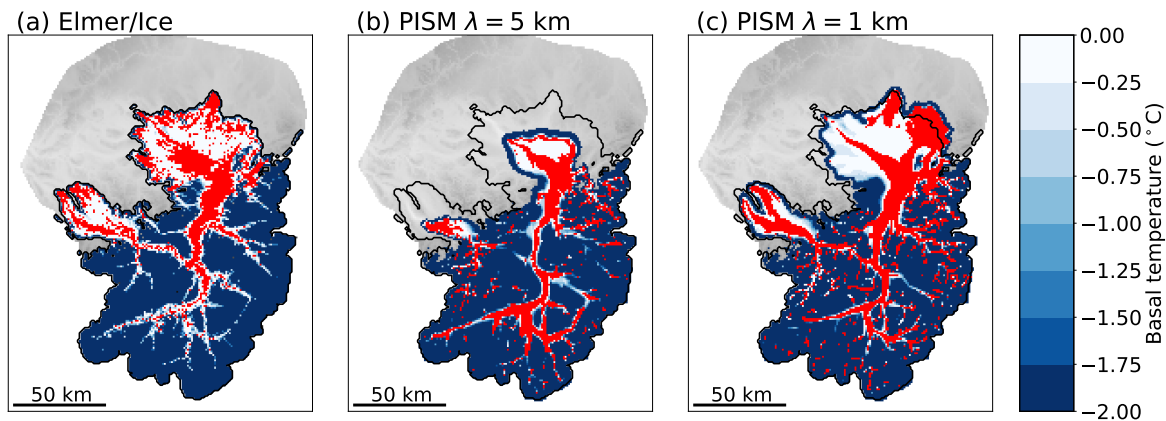 (a) Elmer/Ice
(b) PISM λ = 5 km
(c) PISM λ = 1 km
50 km
50 km
50 km
0.00
−0.25
−0.50
−0.75
−1.00
−1.25
−1.50
−1.75
−2.00
Basal temperature (°C)